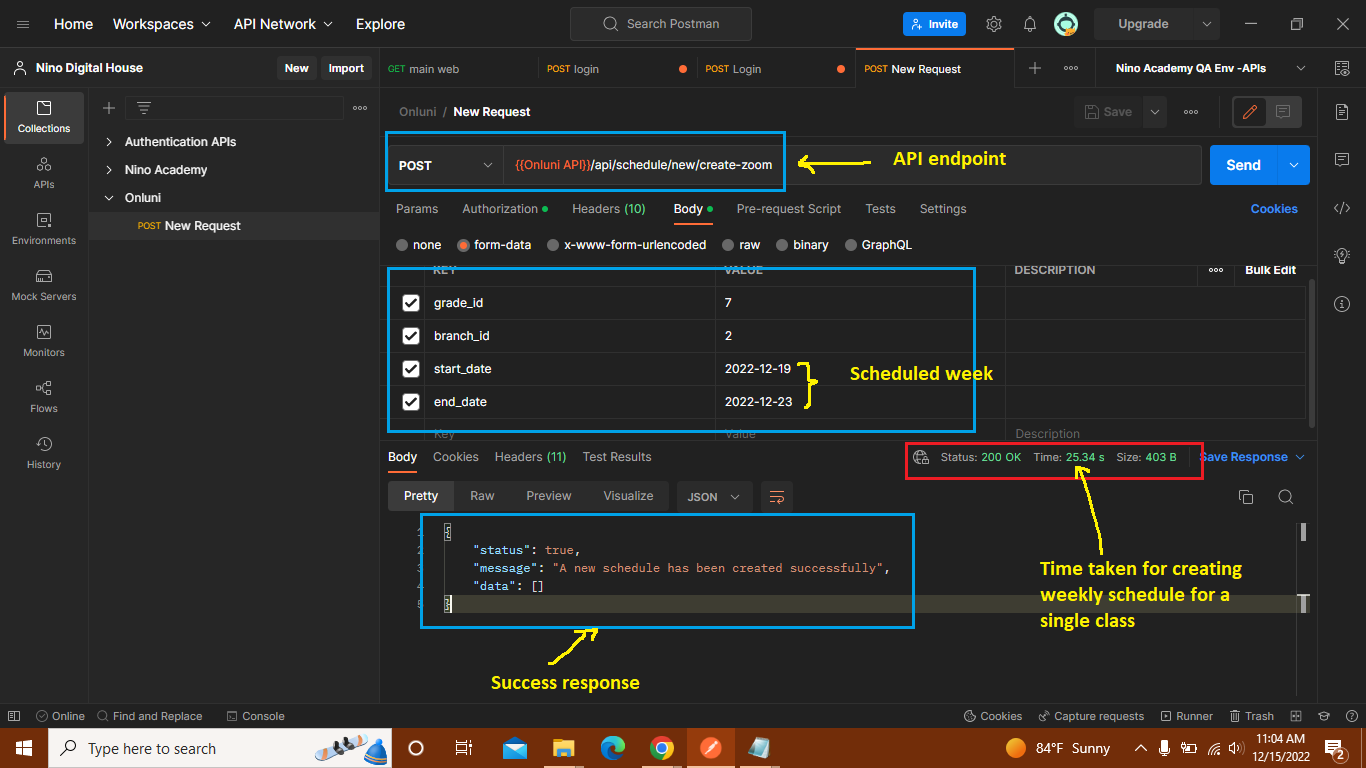 Home Workspaces API Network Explore Search Postman Invite Upgrade
Nino Digital House New Import GET main web POST login POST Login POST New Request Nino Academy QA Env -APIs
Collections
APIs
Environments
Mock Servers
Monitors
Flows
History
Authentication APIs
Nino Academy
Onluni
POST New Request
Onluni / New Request Save
POST {{Onluni API}}/api/schedule/new/create-zoom API endpoint Send
Params Authorization Headers (10) Body Pre-request Script Tests Settings Cookies
none form-data x-www-form-urlencoded raw binary GraphQL
KEY VALUE DESCRIPTION Bulk Edit
grade_id 7
branch_id 2
start_date 2022-12-19
Scheduled week
end_date 2022-12-23
Key Value Description
Body Cookies Headers (11) Test Results Status: 200 OK Time: 25.34 s Size: 403 B Save Response
Pretty Raw Preview Visualize JSON
1 {
2 "status": true,
3 "message": "A new schedule has been created successfully",
4 "data": []
5 }
Time taken for creating
weekly schedule for a
single class
Success response
Online Find and Replace Console Cookies Capture requests Runner Trash
Type here to search 84°F Sunny 11:04 AM
12/15/2022
2